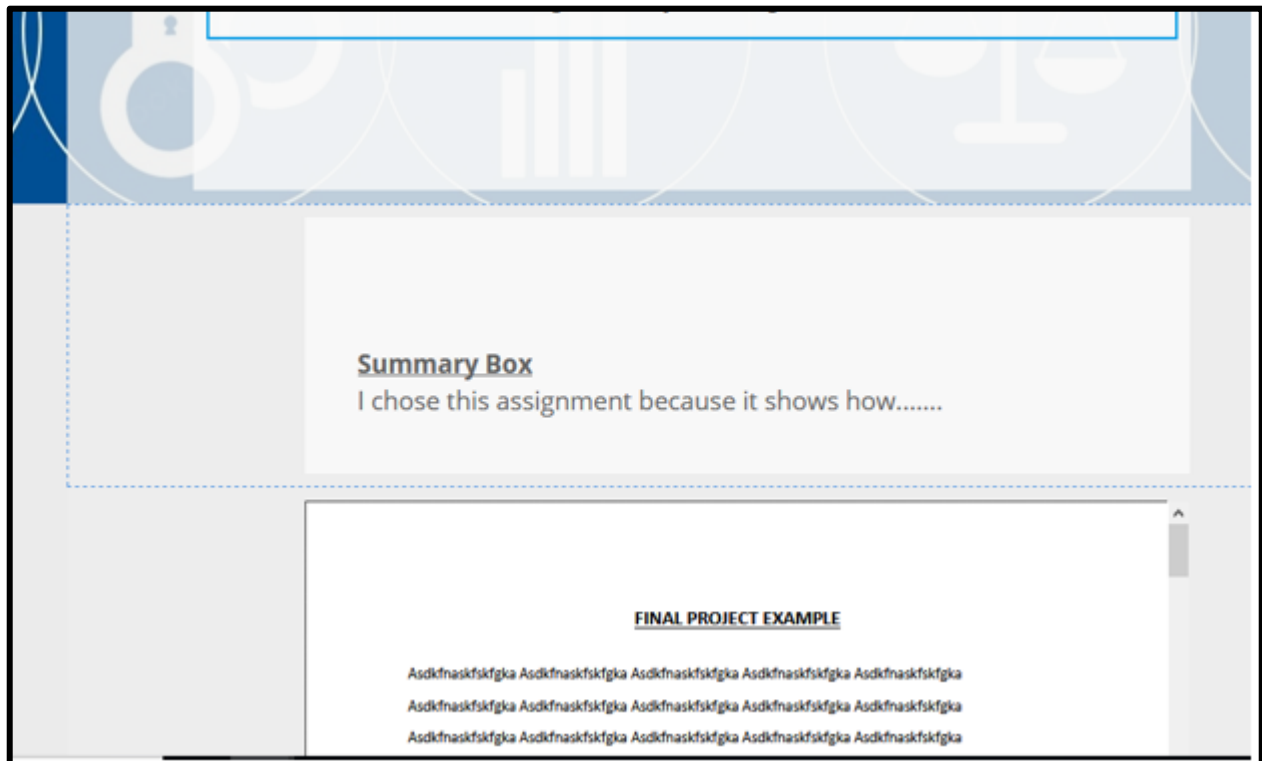 Summary Box
I chose this assignment because it shows how.......
FINAL PROJECT EXAMPLE
Asdkfnaskfskfgka Asdkfnaskfskfgka Asdkfnaskfskfgka Asdkfnaskfskfgka Asdkfnaskfskfgka
Asdkfnaskfskfgka Asdkfnaskfskfgka Asdkfnaskfskfgka Asdkfnaskfskfgka Asdkfnaskfskfgka
Asdkfnaskfskfgka Asdkfnaskfskfgka Asdkfnaskfskfgka Asdkfnaskfskfgka Asdkfnaskfskfgka